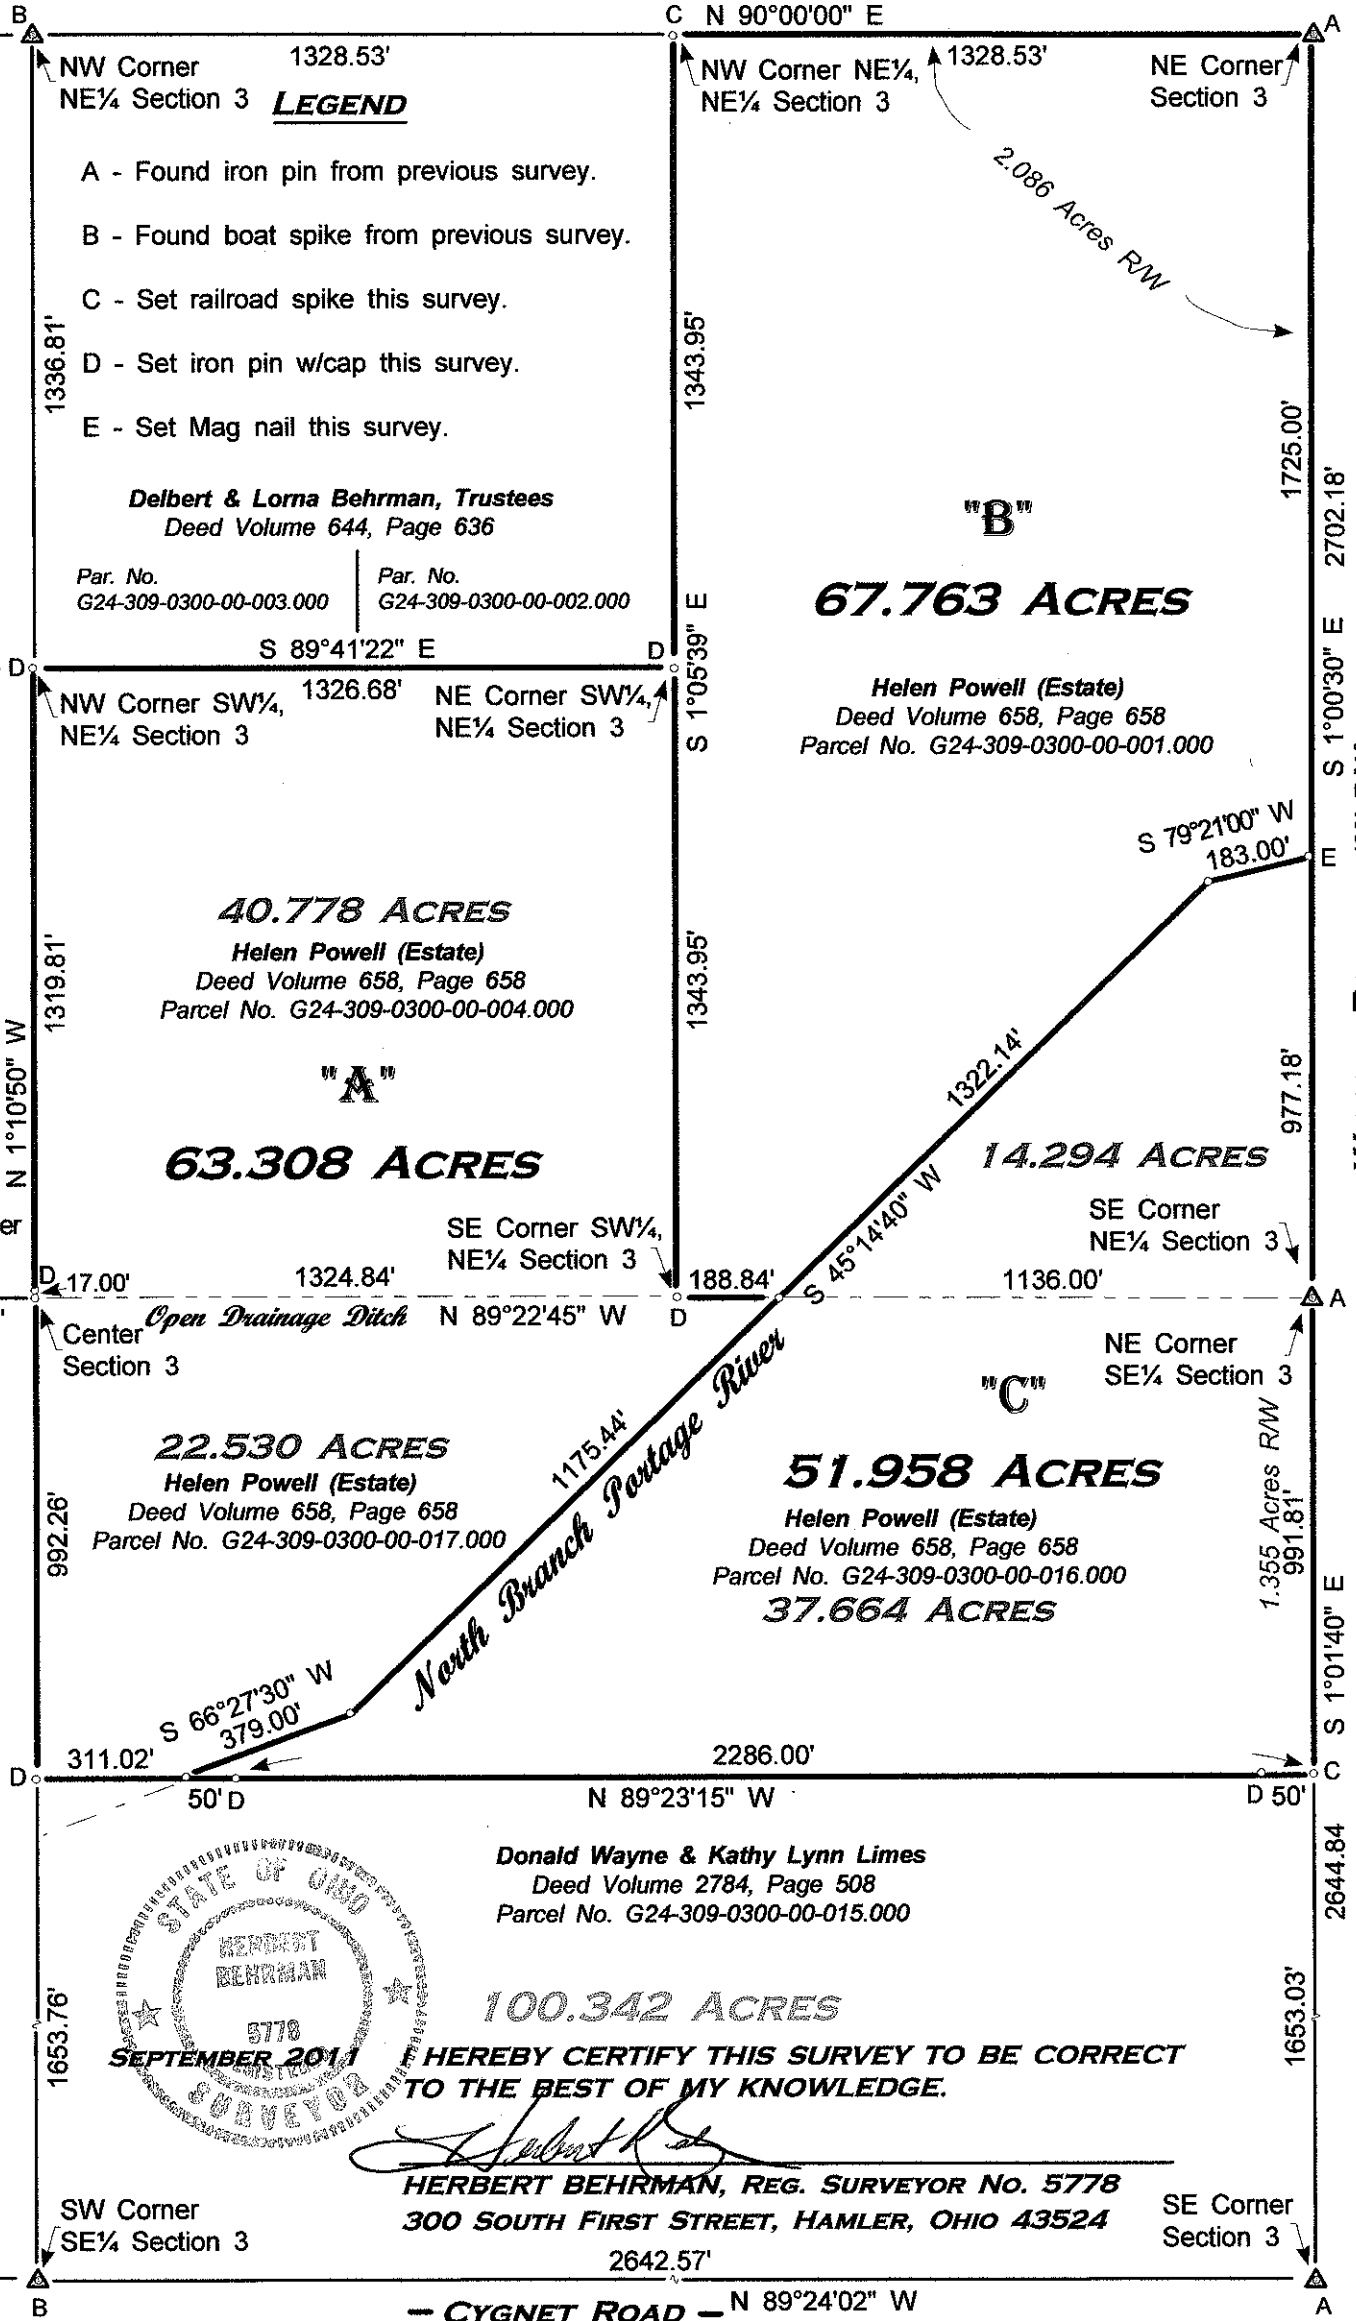 B
C N 90°00'00" E
A
1328.53'
1328.53'
NW Corner
NE¼ Section 3
NW Corner NE¼,
NE¼ Section 3
NE Corner
Section 3
LEGEND
A - Found iron pin from previous survey.
B - Found boat spike from previous survey.
C - Set railroad spike this survey.
D - Set iron pin w/cap this survey.
E - Set Mag nail this survey.
2.086 Acres R/W
1336.81'
1343.95'
1725.00'
2702.18'
Delbert & Lorna Behrman, Trustees
Deed Volume 644, Page 636
Par. No.
G24-309-0300-00-003.000
Par. No.
G24-309-0300-00-002.000
"B"
67.763 ACRES
Helen Powell (Estate)
Deed Volume 658, Page 658
Parcel No. G24-309-0300-00-001.000
S 89°41'22" E
D
D
1326.68'
NW Corner SW¼,
NE¼ Section 3
NE Corner SW¼,
NE¼ Section 3
S 1°05'39" E
S 1°00'30" E
S 79°21'00" W
183.00'
E
40.778 ACRES
Helen Powell (Estate)
Deed Volume 658, Page 658
Parcel No. G24-309-0300-00-004.000
1319.81'
1343.95'
N 1°10'50" W
"A"
63.308 ACRES
1322.14'
977.18'
14.294 ACRES
S 45°14'40" W
er
SE Corner SW¼,
NE¼ Section 3
SE Corner
NE¼ Section 3
D 17.00'
1324.84'
188.84'
1136.00'
Open Drainage Ditch N 89°22'45" W
D
A
Center
Section 3
NE Corner
SE¼ Section 3
"C"
North Branch Portage River
1175.44'
22.530 ACRES
Helen Powell (Estate)
Deed Volume 658, Page 658
Parcel No. G24-309-0300-00-017.000
992.26'
51.958 ACRES
Helen Powell (Estate)
Deed Volume 658, Page 658
Parcel No. G24-309-0300-00-016.000
37.664 ACRES
1.355 Acres R/W
991.81'
S 1°01'40" E
S 66°27'30" W
379.00'
311.02'
2286.00'
D
C
50' D
N 89°23'15" W
D 50'
Donald Wayne & Kathy Lynn Limes
Deed Volume 2784, Page 508
Parcel No. G24-309-0300-00-015.000
2644.84
STATE OF OHIO
HERBERT
BEHRMAN
5778
SURVEYOR
100.342 ACRES
1653.76'
1653.03'
SEPTEMBER 2011 I HEREBY CERTIFY THIS SURVEY TO BE CORRECT
TO THE BEST OF MY KNOWLEDGE.
HERBERT BEHRMAN, REG. SURVEYOR NO. 5778
300 SOUTH FIRST STREET, HAMLER, OHIO 43524
SW Corner
SE¼ Section 3
SE Corner
Section 3
2642.57'
B
A
– CYGNET ROAD – N 89°24'02" W